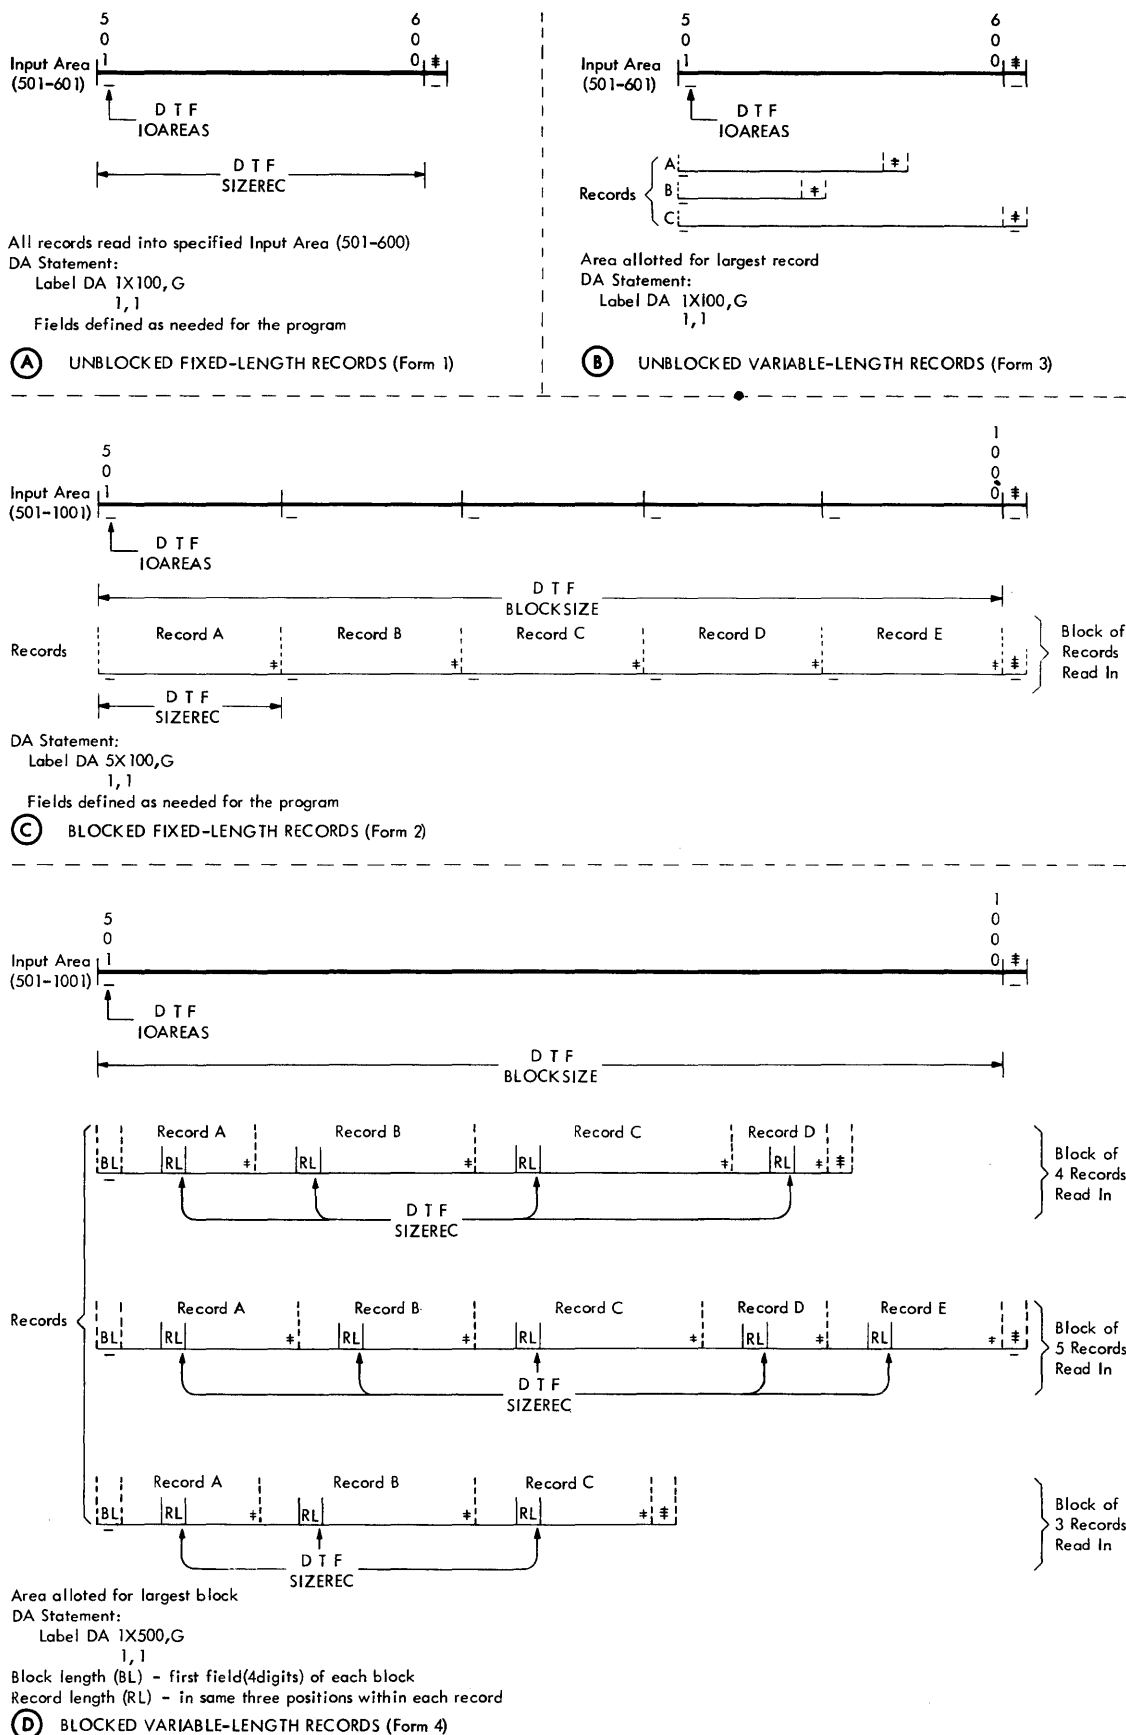 5
0
1
6
0
0
Input Area
(501-601)
ǂ
D T F
IOAREAS
D T F
SIZEREC
All records read into specified Input Area (501-600)
DA Statement:
Label DA 1X100,G
1,1
Fields defined as needed for the program
A UNBLOCKED FIXED-LENGTH RECORDS (Form 1)
5
0
1
6
0
0
Input Area
(501-601)
ǂ
D T F
IOAREAS
Records
A ǂ
B ǂ
C ǂ
Area allotted for largest record
DA Statement:
Label DA 1X100,G
1,1
B UNBLOCKED VARIABLE-LENGTH RECORDS (Form 3)
5
0
1
1
0
0
0
Input Area
(501-1001)
ǂ
D T F
IOAREAS
D T F
BLOCKSIZE
Record A Record B Record C Record D Record E
Records
ǂ ǂ ǂ ǂ ǂ ⯒
Block of
Records
Read In
D T F
SIZEREC
DA Statement:
Label DA 5X100,G
1,1
Fields defined as needed for the program
C BLOCKED FIXED-LENGTH RECORDS (Form 2)
5
0
1
1
0
0
0
Input Area
(501-1001)
ǂ
D T F
IOAREAS
D T F
BLOCKSIZE
Records
Record A Record B Record C Record D
BL RL ǂ RL ǂ RL ǂ RL ǂ ⯒
Block of
4 Records
Read In
D T F
SIZEREC
Record A Record B Record C Record D Record E
BL RL ǂ RL ǂ RL ǂ RL ǂ RL ǂ ⯒
Block of
5 Records
Read In
D T F
SIZEREC
Record A Record B Record C
BL RL ǂ RL ǂ RL ǂ ⯒
Block of
3 Records
Read In
D T F
SIZEREC
Area alloted for largest block
DA Statement:
Label DA 1X500,G
1,1
Block length (BL) - first field(4digits) of each block
Record length (RL) - in same three positions within each record
D BLOCKED VARIABLE-LENGTH RECORDS (Form 4)